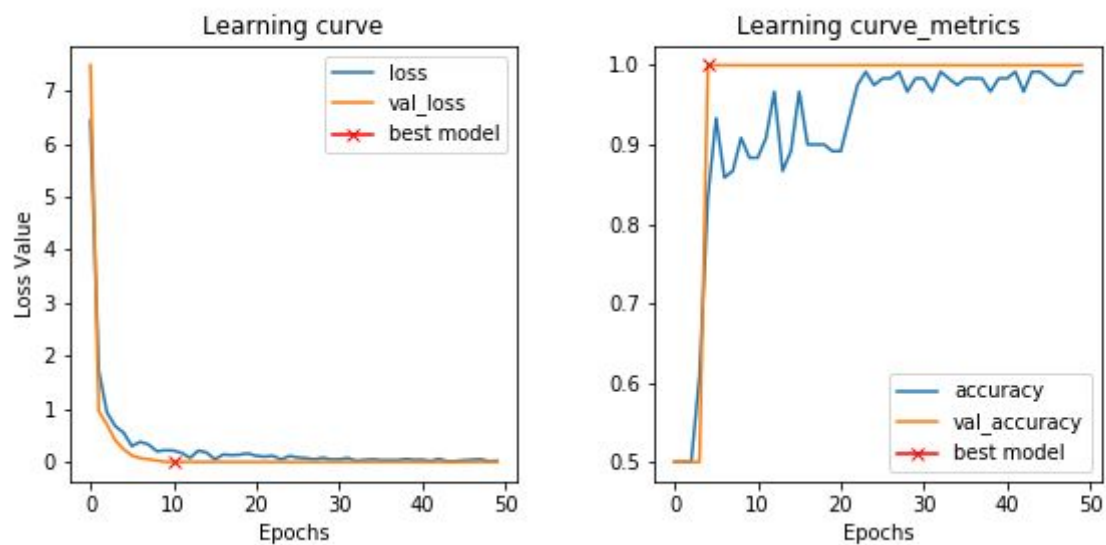 Learning curve
loss
val_loss
best model
7
6
5
4
3
2
1
0
Loss Value
0 10 20 30 40 50
Epochs
Learning curve_metrics
1.0
0.9
0.8
0.7
0.6
0.5
accuracy
val_accuracy
best model
0 10 20 30 40 50
Epochs